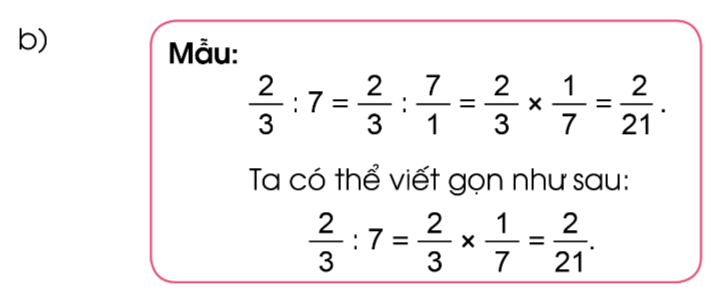 b)
Mẫu:
2/3 : 7 = 2/3 : 7/1 = 2/3 × 1/7 = 2/21.
Ta có thể viết gọn như sau:
2/3 : 7 = 2/3 × 1/7 = 2/21.